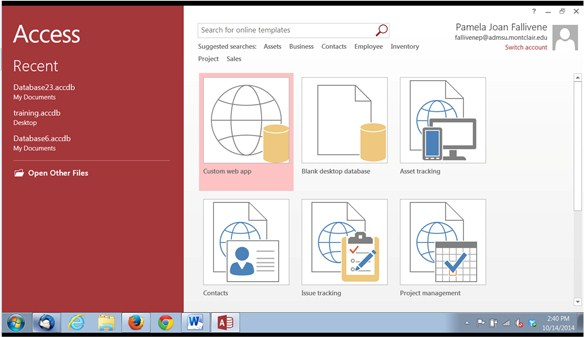 Access
Recent
Database23.accdb
My Documents
training.accdb
Desktop
Database6.accdb
My Documents
Open Other Files
?
Search for online templates
Pamela Joan Fallivene
fallivenep@admsu.montclair.edu
Switch account
Suggested searches: Assets Business Contacts Employee Inventory
Project Sales
Custom web app
Blank desktop database
Asset tracking
Contacts
Issue tracking
Project management
2:40 PM
10/14/2014